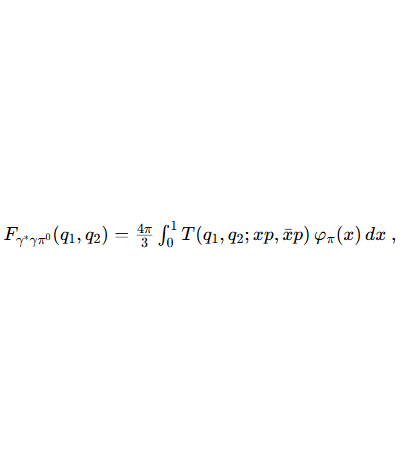 $F_{\gamma^*\gamma\pi^0}(q_1, q_2) = \frac{4\pi}{3} \int_0^1 T(q_1, q_2; xp, \bar{x}p)\, \varphi_\pi(x)\, dx\ ,$